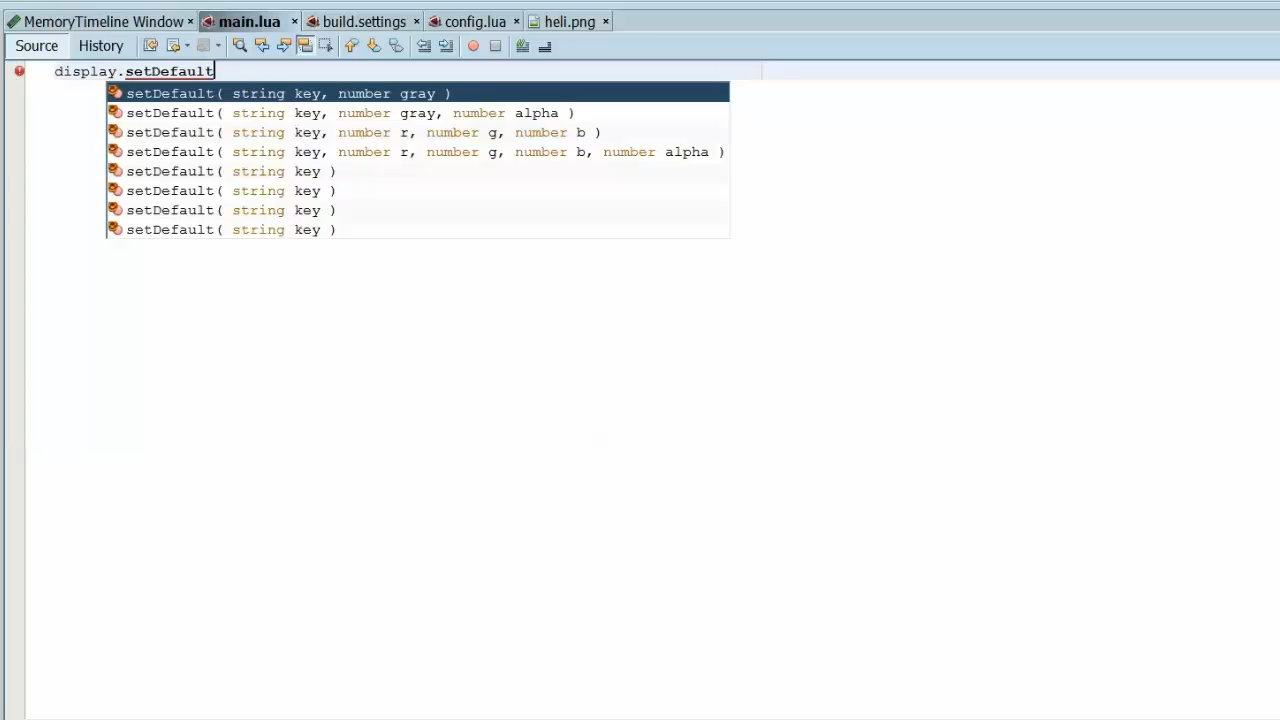 MemoryTimeline Window × main.lua × build.settings × config.lua × heli.png ×
Source History
display.setDefault
setDefault( string key, number gray )
setDefault( string key, number gray, number alpha )
setDefault( string key, number r, number g, number b )
setDefault( string key, number r, number g, number b, number alpha )
setDefault( string key )
setDefault( string key )
setDefault( string key )
setDefault( string key )